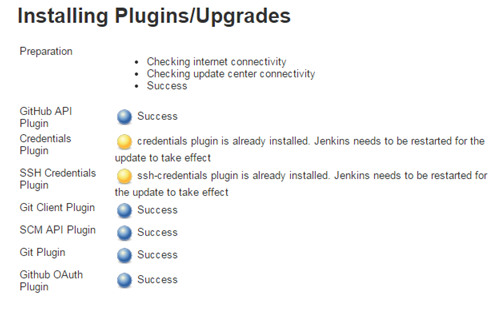 Installing Plugins/Upgrades
Preparation
• Checking internet connectivity
• Checking update center connectivity
• Success
GitHub API
Plugin
Success
Credentials
Plugin
credentials plugin is already installed. Jenkins needs to be restarted for the
update to take effect
SSH Credentials
Plugin
ssh-credentials plugin is already installed. Jenkins needs to be restarted for
the update to take effect
Git Client Plugin
Success
SCM API Plugin
Success
Git Plugin
Success
Github OAuth
Plugin
Success